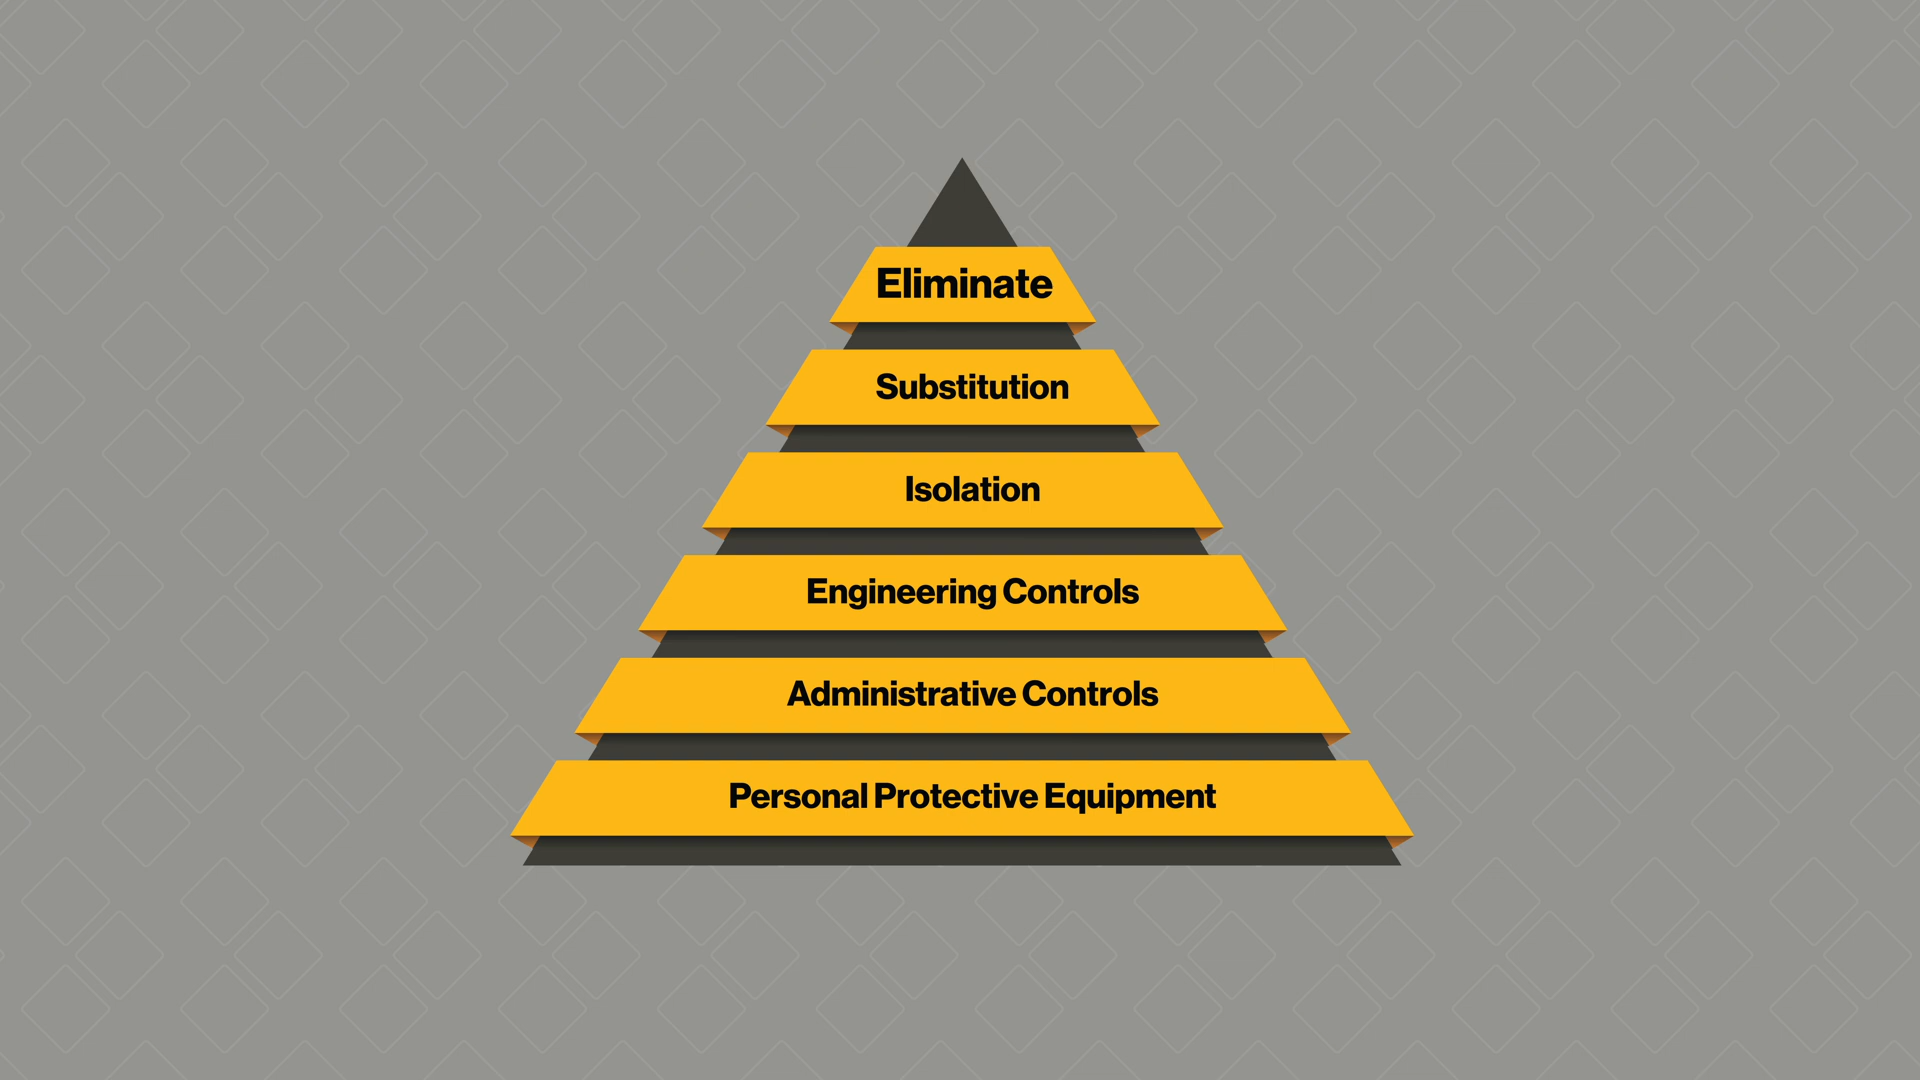 Eliminate
Substitution
Isolation
Engineering Controls
Administrative Controls
Personal Protective Equipment